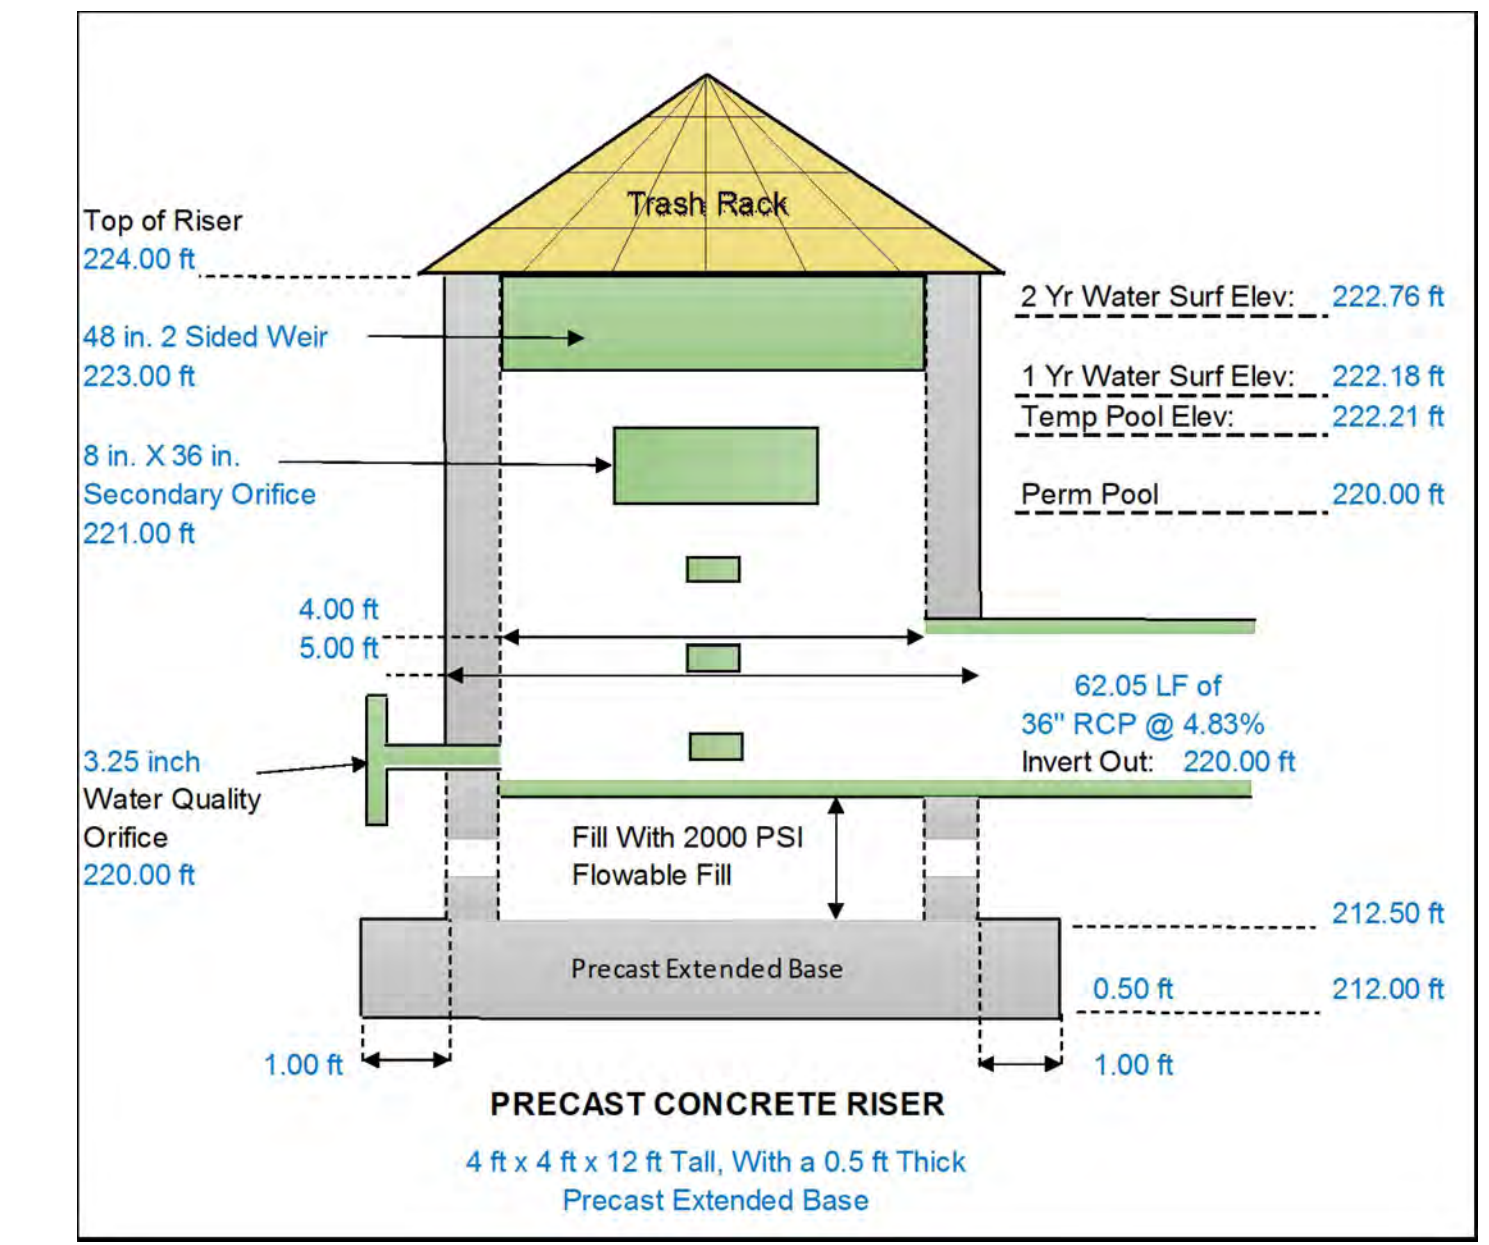 Trash Rack
Top of Riser
224.00 ft
48 in. 2 Sided Weir
223.00 ft
8 in. X 36 in.
Secondary Orifice
221.00 ft
2 Yr Water Surf Elev: 222.76 ft
1 Yr Water Surf Elev: 222.18 ft
Temp Pool Elev: 222.21 ft
Perm Pool 220.00 ft
4.00 ft
5.00 ft
62.05 LF of
36" RCP @ 4.83%
Invert Out: 220.00 ft
3.25 inch
Water Quality
Orifice
220.00 ft
Fill With 2000 PSI
Flowable Fill
212.50 ft
Precast Extended Base
0.50 ft 212.00 ft
1.00 ft
1.00 ft
PRECAST CONCRETE RISER
4 ft x 4 ft x 12 ft Tall, With a 0.5 ft Thick
Precast Extended Base